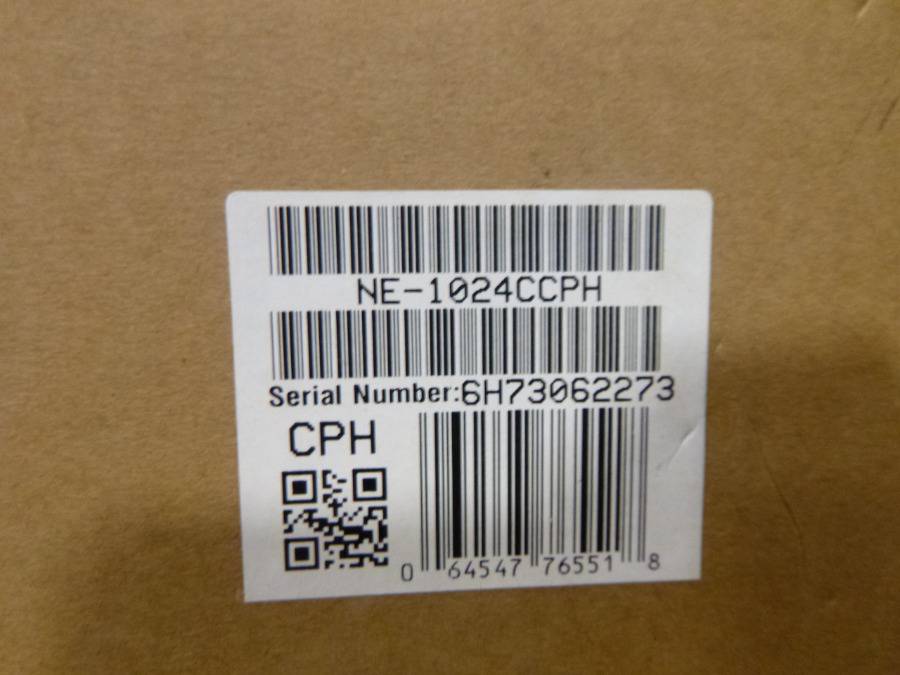 NE-1024CCPH
Serial Number:6H73062273
CPH
0 64547 76551 8